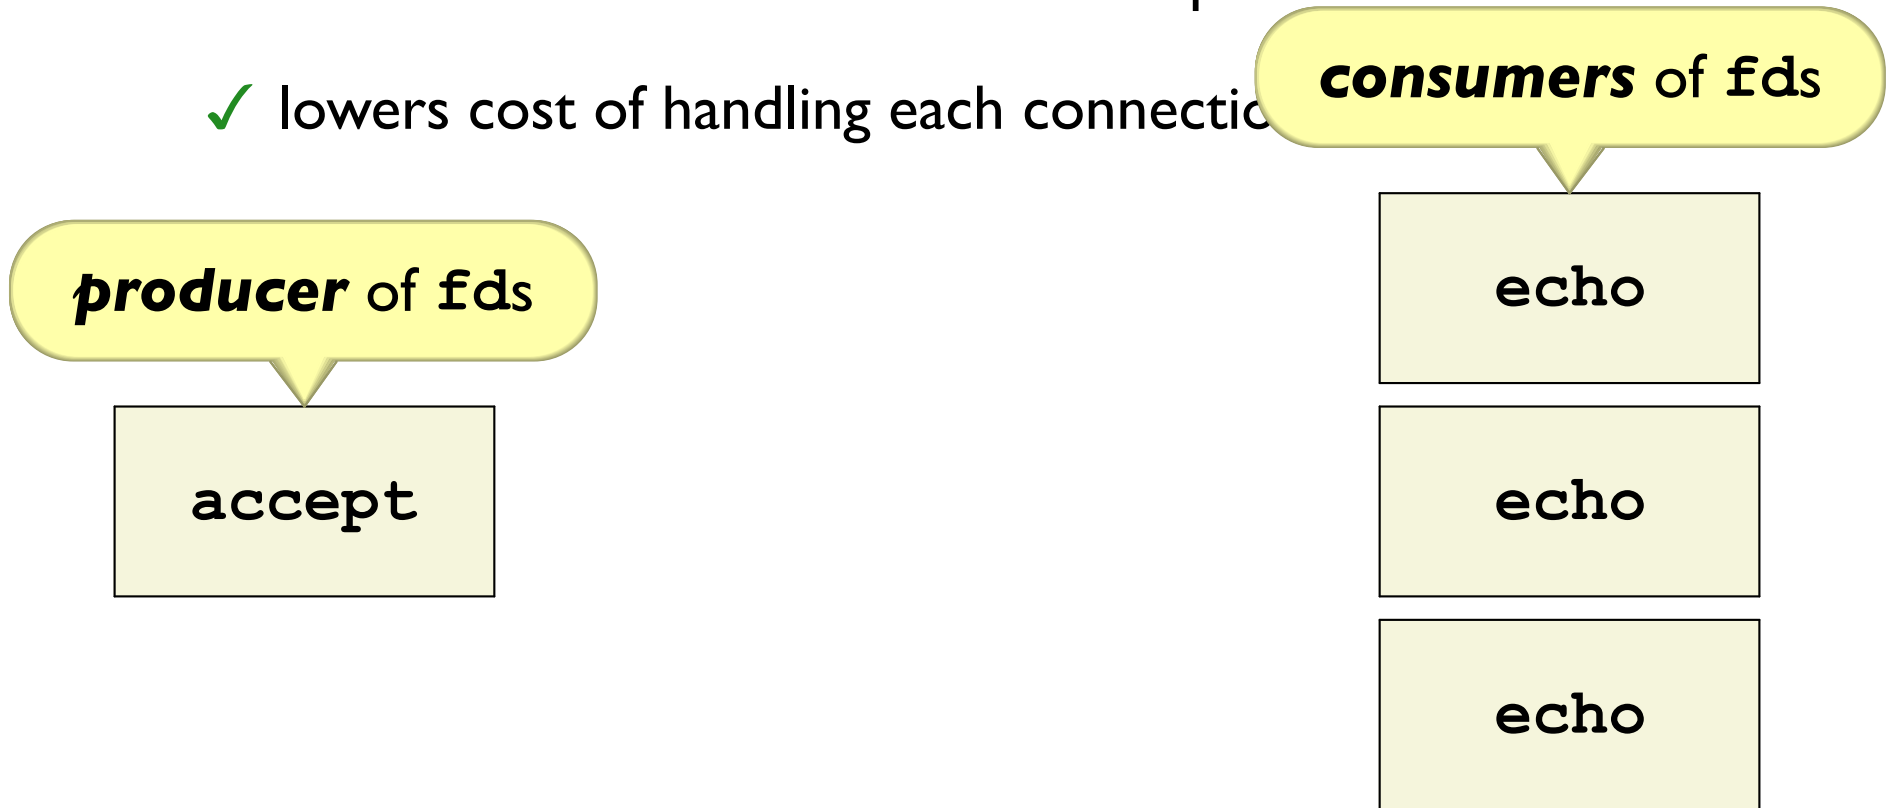 ✓ lowers cost of handling each connectio
consumers of fds
producer of fds
echo
accept
echo
echo